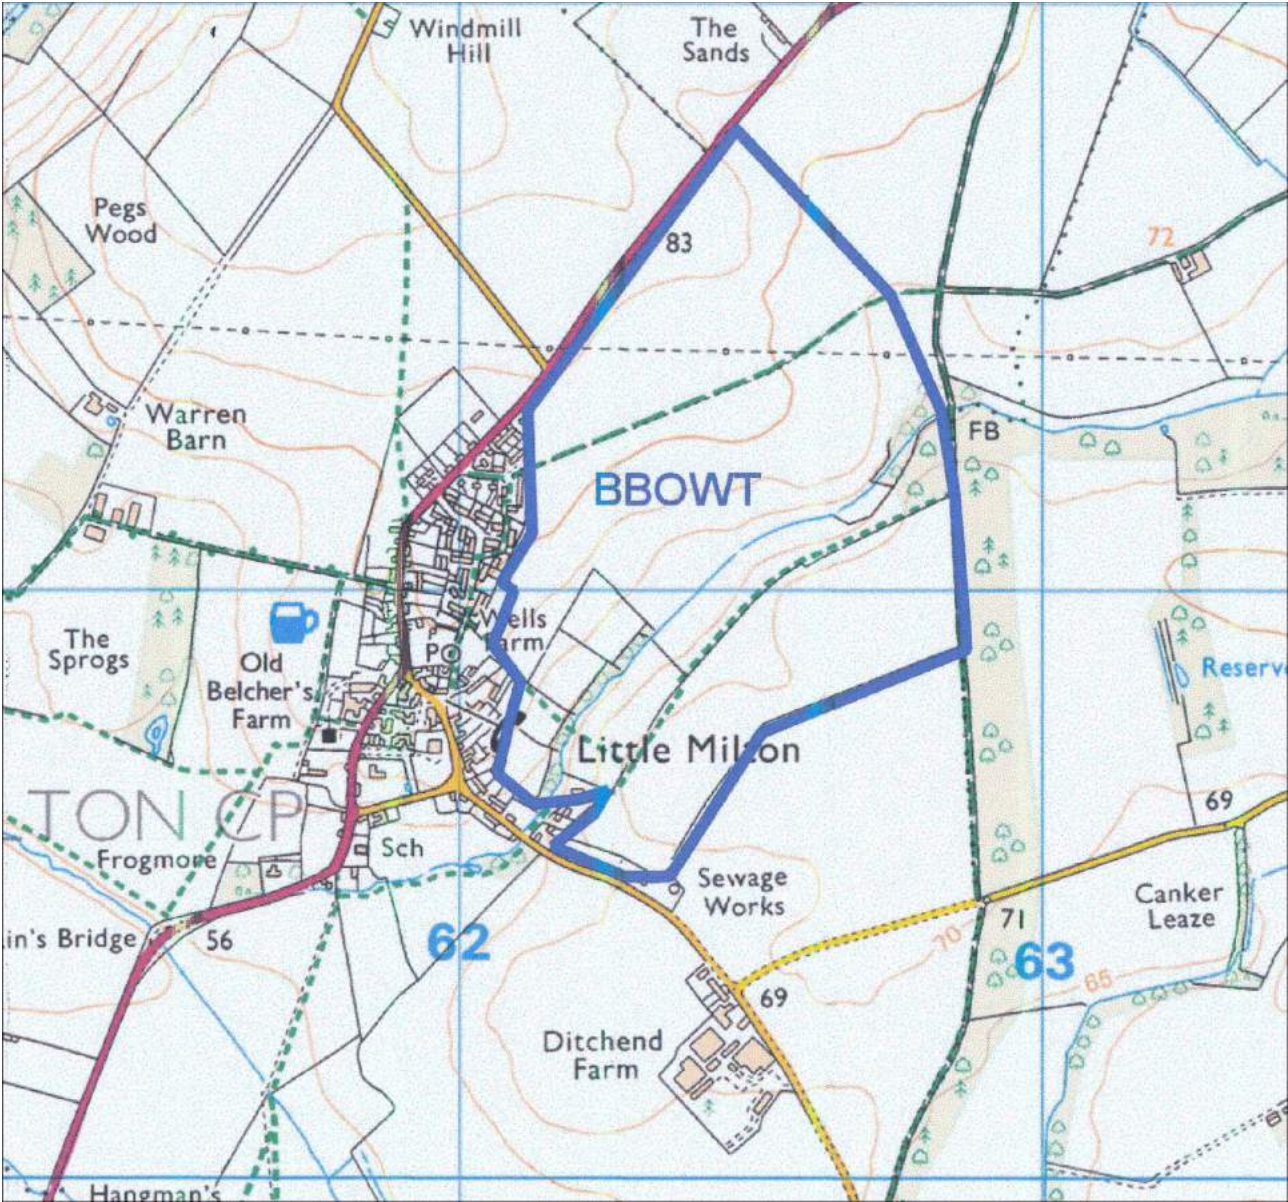 Windmill
Hill
The
Sands
Pegs
Wood
83
72
Warren
Barn
FB
BBOWT
The
Sprogs
Wells
PO
Old
Belcher's
Farm
Little Milton
TON CP
Frogmore
Sch
Sewage
Works
69
Canker
Leaze
in's Bridge
56
62
71
63
70
65
69
Ditchend
Farm
Hangman's